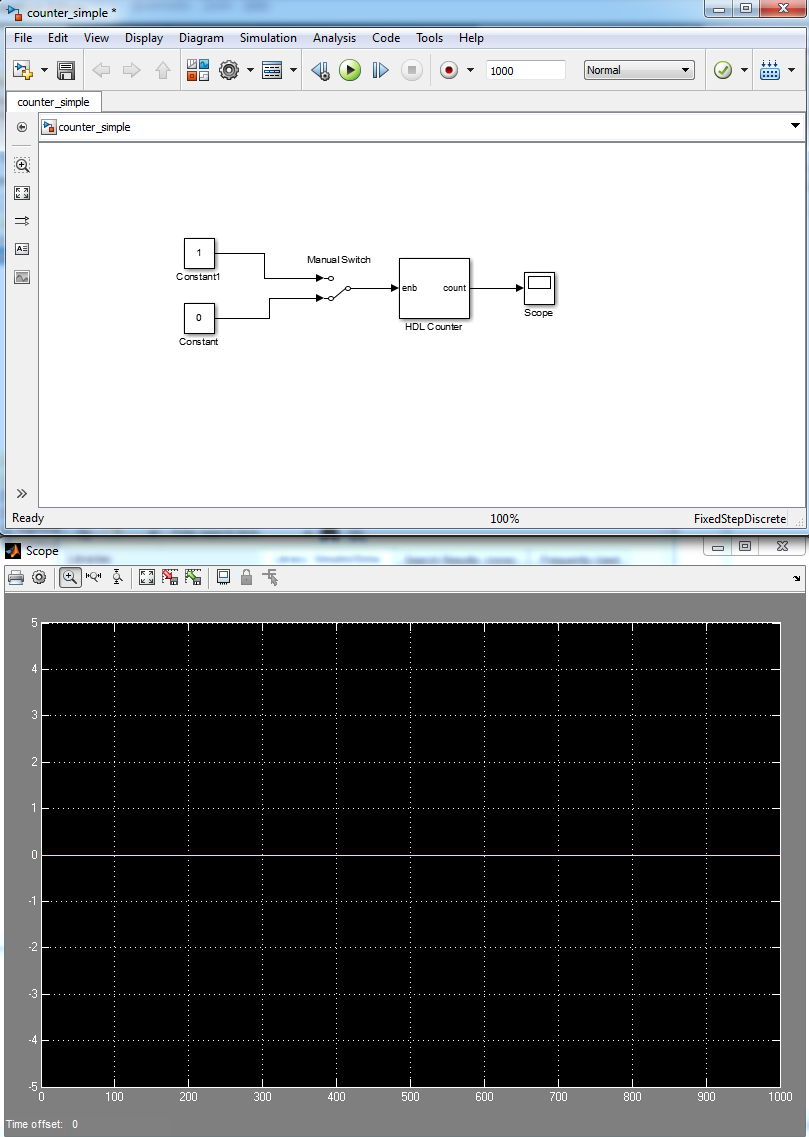 counter_simple *
File Edit View Display Diagram Simulation Analysis Code Tools Help
1000 Normal
counter_simple
counter_simple
1
Constant1
Manual Switch
0
Constant
enb count
HDL Counter
Scope
Ready 100% FixedStepDiscrete
Scope
5
4
3
2
1
0
-1
-2
-3
-4
-5
0 100 200 300 400 500 600 700 800 900 1000
Time offset: 0